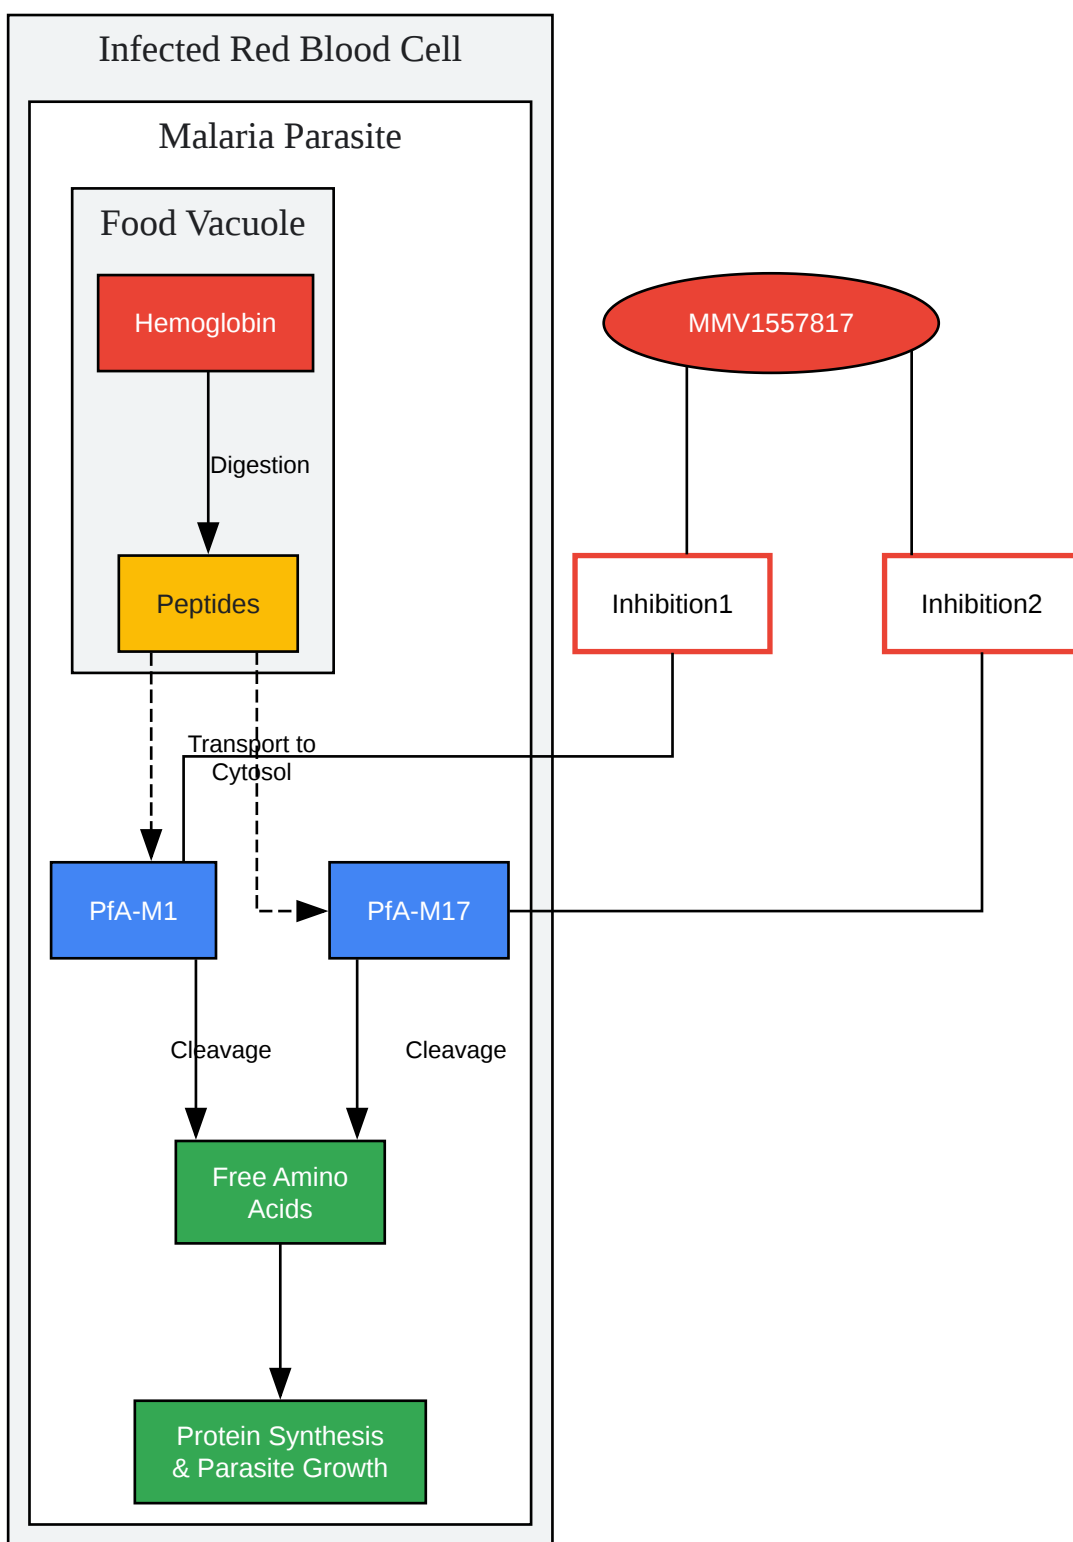 Infected Red Blood Cell
Malaria Parasite
Food Vacuole
Hemoglobin
MMV1557817
Digestion
Peptides
Inhibition1
Inhibition2
Transport to
Cytosol
PfA-M1
PfA-M17
Cleavage
Cleavage
Free Amino
Acids
Protein Synthesis
& Parasite Growth